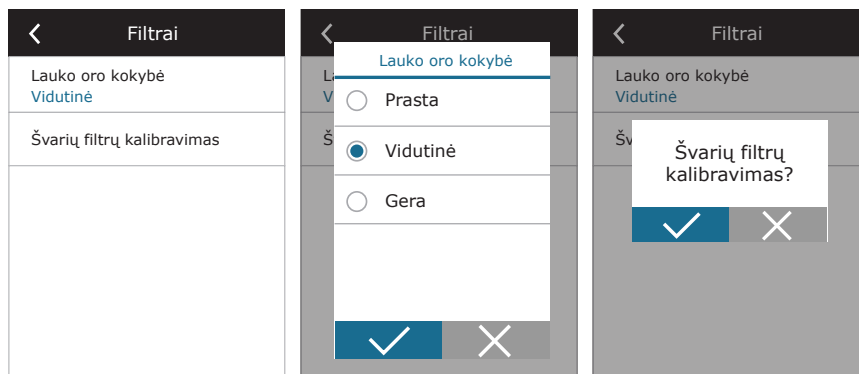 Filtrai
Lauko oro kokybė
Vidutinė
Švarių filtrų kalibravimas
Filtrai
Lauko oro kokybė
Prasta
Vidutinė
Gera
Filtrai
Lauko oro kokybė
Vidutinė
Švarių filtrų
kalibravimas?